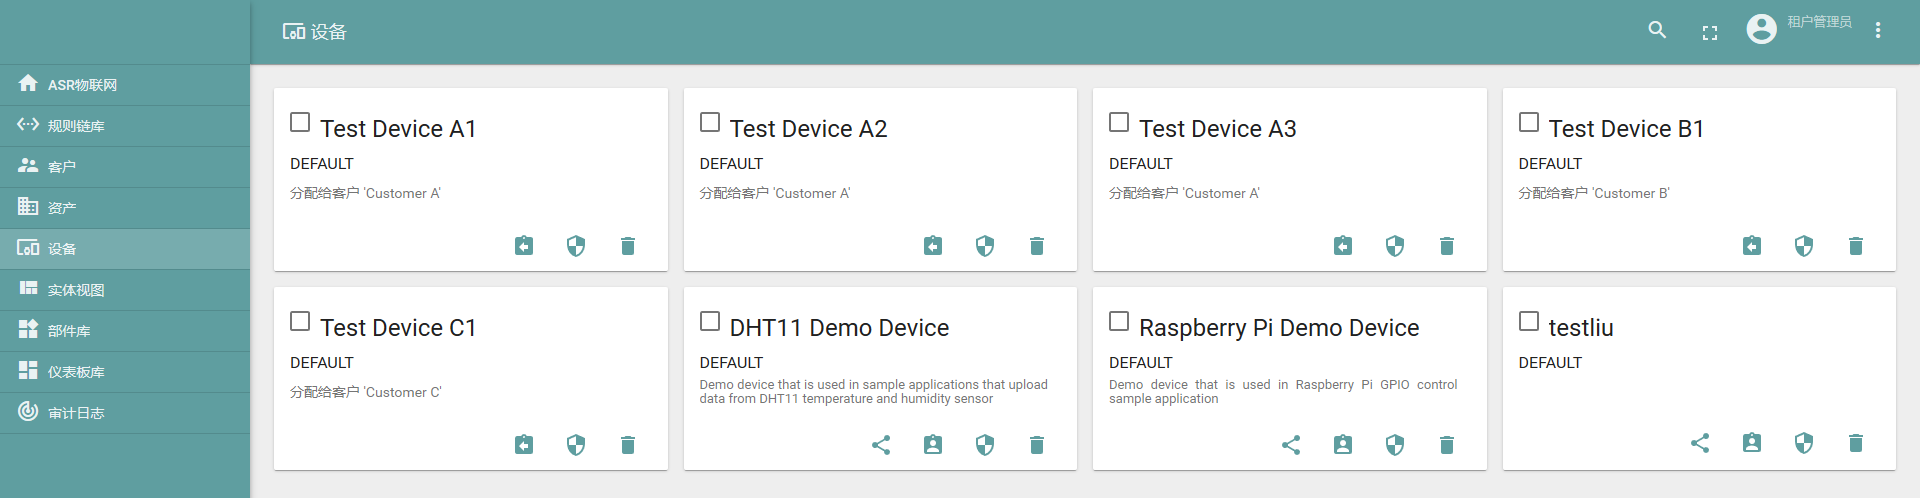 设备
租户管理员
ASR物联网
规则链库
客户
资产
设备
实体视图
部件库
仪表板库
审计日志
Test Device A1
DEFAULT
分配给客户 'Customer A'
Test Device A2
DEFAULT
分配给客户 'Customer A'
Test Device A3
DEFAULT
分配给客户 'Customer A'
Test Device B1
DEFAULT
分配给客户 'Customer B'
Test Device C1
DEFAULT
分配给客户 'Customer C'
DHT11 Demo Device
DEFAULT
Demo device that is used in sample applications that upload
data from DHT11 temperature and humidity sensor
Raspberry Pi Demo Device
DEFAULT
Demo device that is used in Raspberry Pi GPIO control
sample application
testliu
DEFAULT